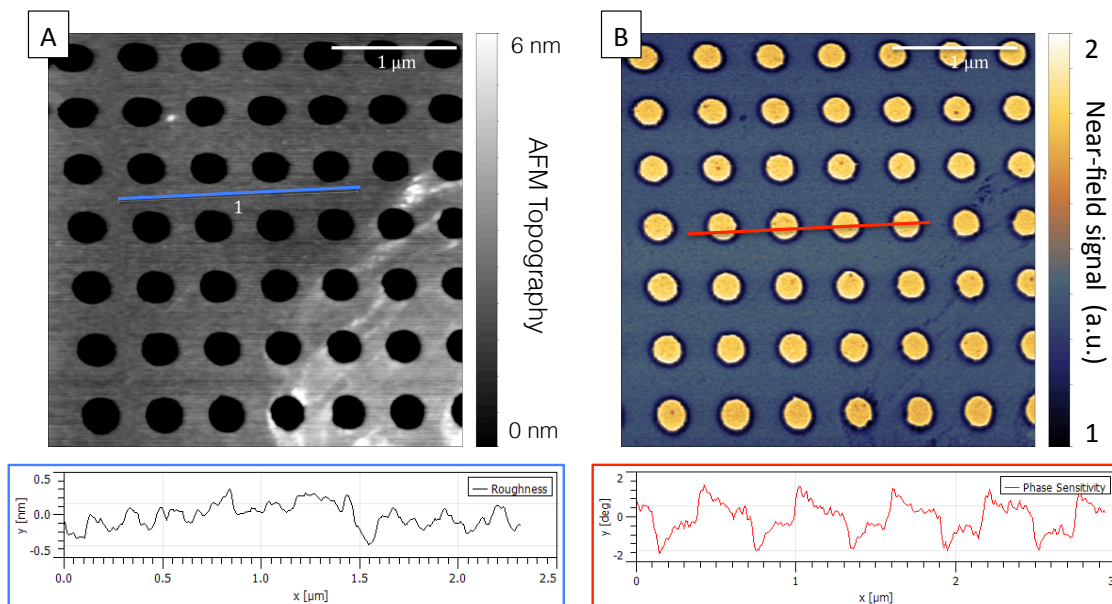 A
1 μm
1
6 nm
AFM Topography
0 nm
B
1 μm
2
Near-field signal (a.u.)
1
Roughness
0.5
0.0
-0.5
y [nm]
0.0 0.5 1.0 1.5 2.0 2.5
x [μm]
Phase Sensitivity
2
0
-2
y [deg]
0 1 2 3
x [μm]